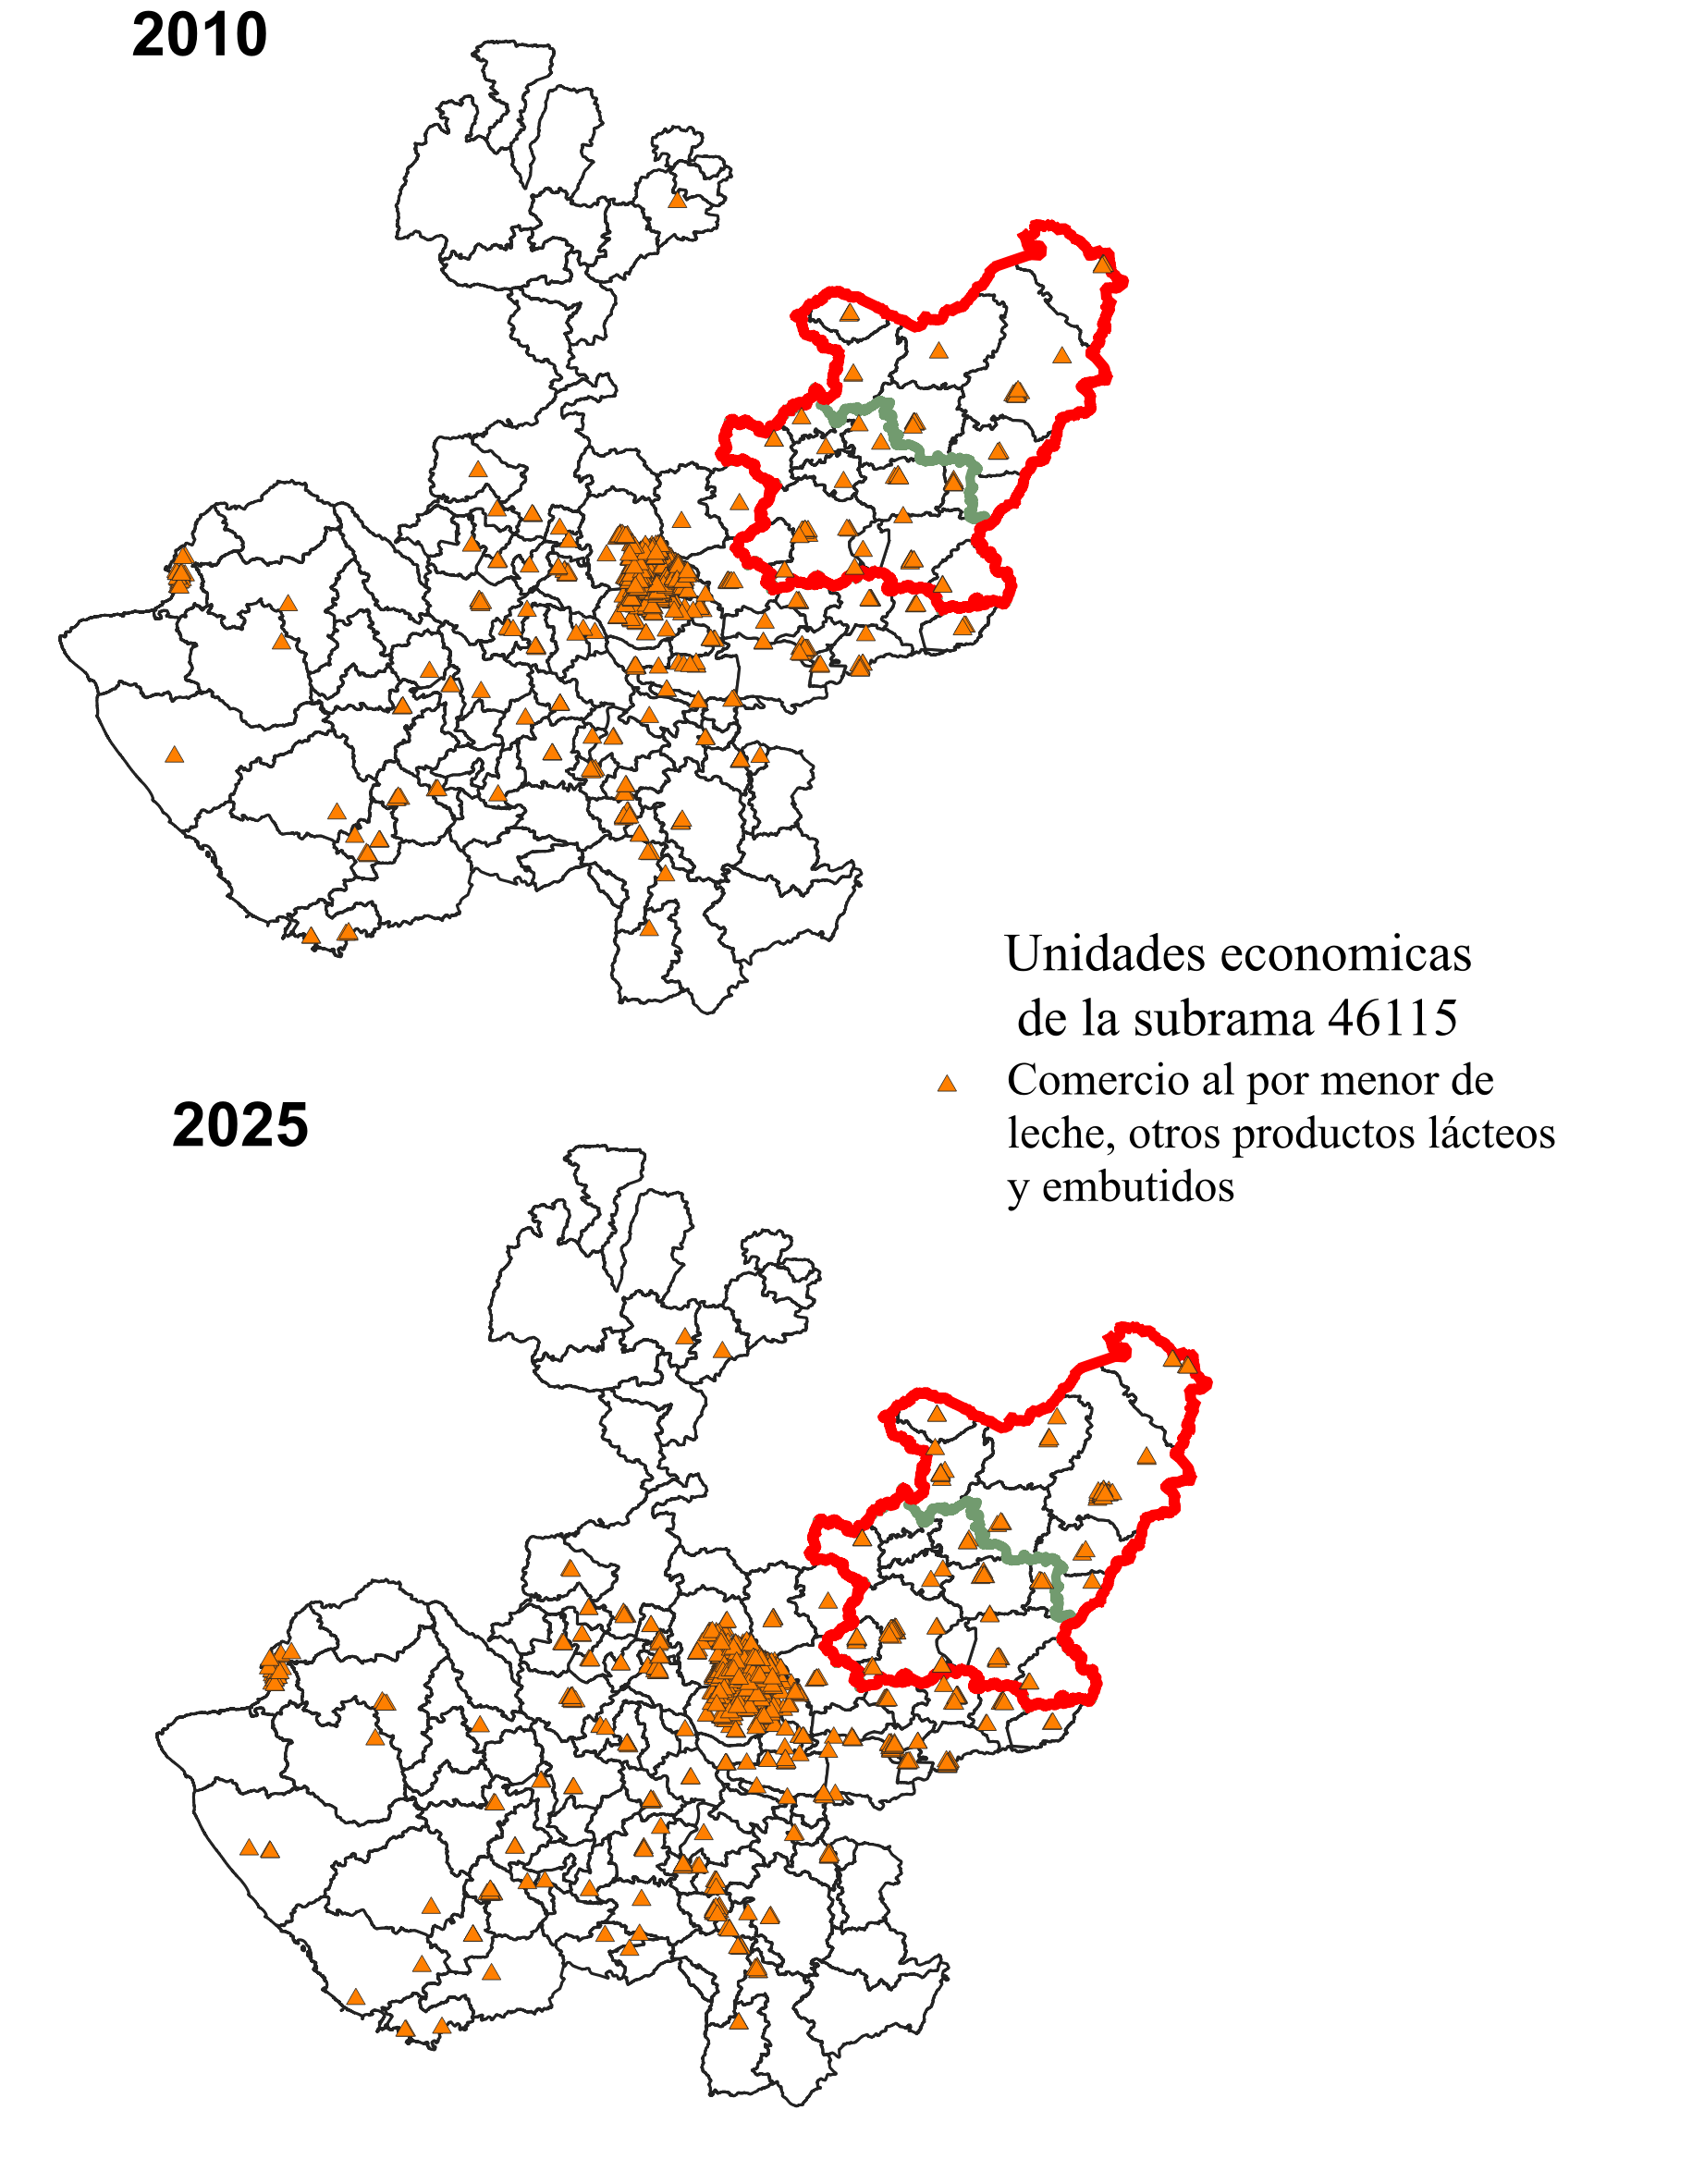 2010
Unidades economicas
de la subrama 46115
Comercio al por menor de
leche, otros productos lácteos
y embutidos
2025